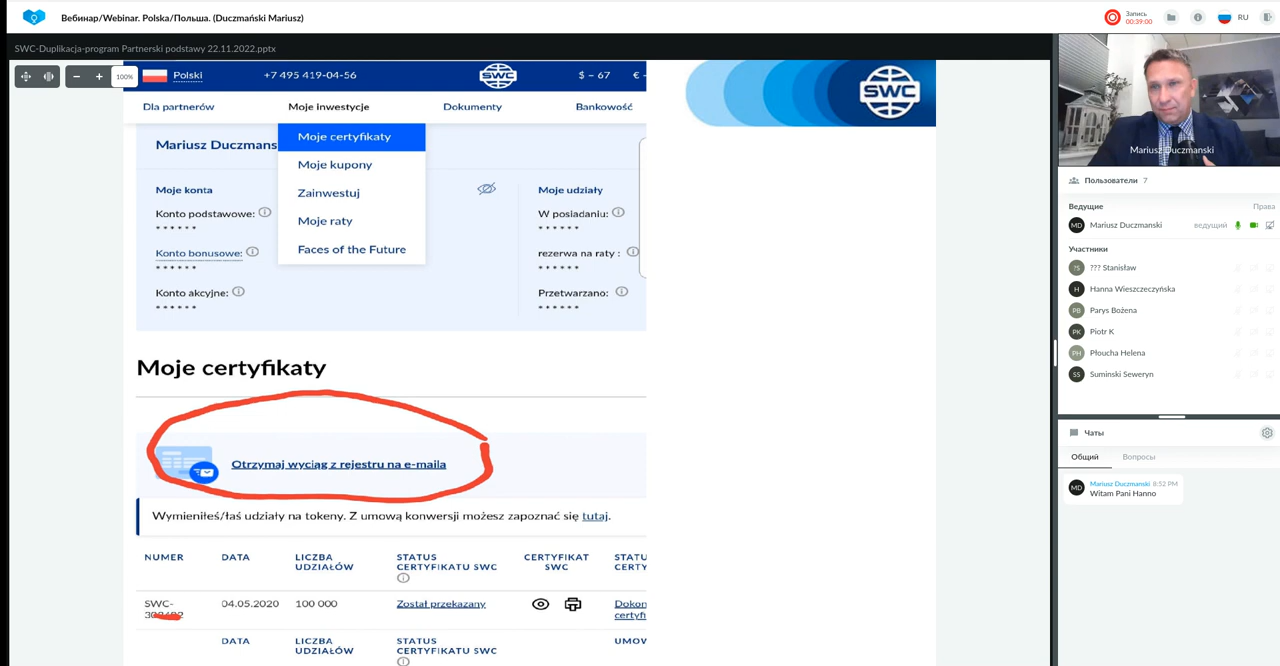 Вебинар/Webinar. Polska/Польша. (Duczmański Mariusz)
Запись
00:39:00
RU
SWC-Duplikacja-program Partnerski podstawy 22.11.2022.pptx
100%
Polski
+7 495 419-04-56
SWC
$ – 67
€ –
Dla partnerów
Moje inwestycje
Dokumenty
Bankowość
Moje certyfikaty
Moje kupony
Zainwestuj
Moje raty
Faces of the Future
Mariusz Duczmans
Moje konta
Konto podstawowe:
******
Konto bonusowe:
******
Konto akcyjne:
******
Moje udziały
W posiadaniu:
******
rezerwa na raty :
******
Przetwarzano:
******
Moje certyfikaty
Otrzymaj wyciąg z rejestru na e-maila
Wymieniłeś/łaś udziały na tokeny. Z umową konwersji możesz zapoznać się tutaj.
NUMER
DATA
LICZBA
UDZIAŁÓW
STATUS
CERTYFIKATU SWC
CERTYFIKAT
SWC
STATU
CERTY
SWC-
04.05.2020
100 000
Został przekazany
Dokon
certyfi
DATA
LICZBA
UDZIAŁÓW
STATUS
CERTYFIKATU SWC
UMOW
SWC
Mariusz Duczmanski
Пользователи 7
Ведущие
Права
MD
Mariusz Duczmanski
ведущий
Участники
?S
??? Stanisław
H
Hanna Wieszczeczyńska
PB
Parys Bożena
PK
Piotr K
PH
Płoucha Helena
SS
Suminski Seweryn
Чаты
Общий
Вопросы
MD
Mariusz Duczmanski 8:52 PM
Witam Pani Hanno